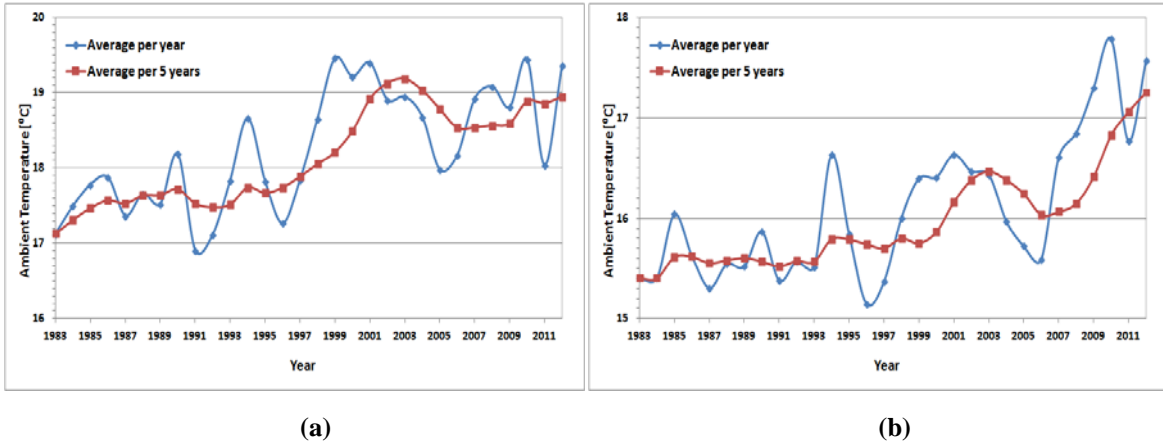 20
19
18
17
16
Ambient Temperature [°C]
Average per year
Average per 5 years
1983 1985 1987 1989 1991 1993 1995 1997 1999 2001 2003 2005 2007 2009 2011
Year
(a)
18
17
16
15
Ambient Temperature [°C]
Average per year
Average per 5 years
1983 1985 1987 1989 1991 1993 1995 1997 1999 2001 2003 2005 2007 2009 2011
Year
(b)